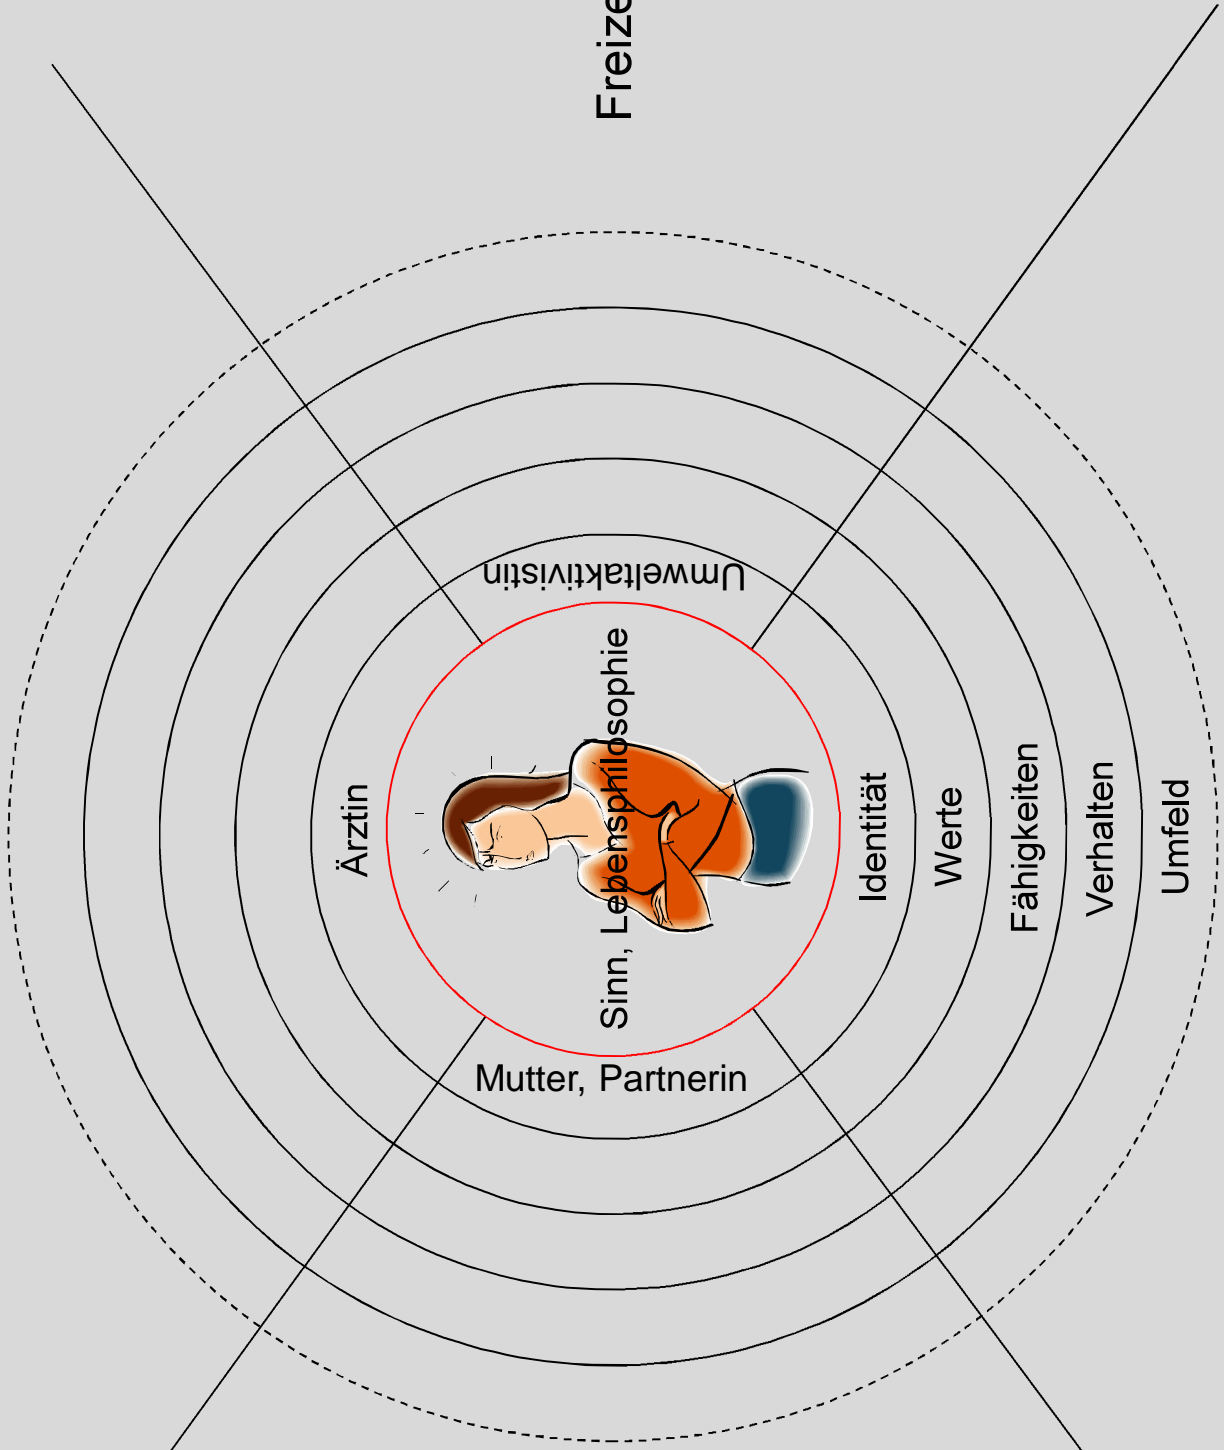 Freize
Umweltaktivistin
Ärztin
Sinn, Lebensphilosophie
Mutter, Partnerin
Identität
Werte
Fähigkeiten
Verhalten
Umfeld